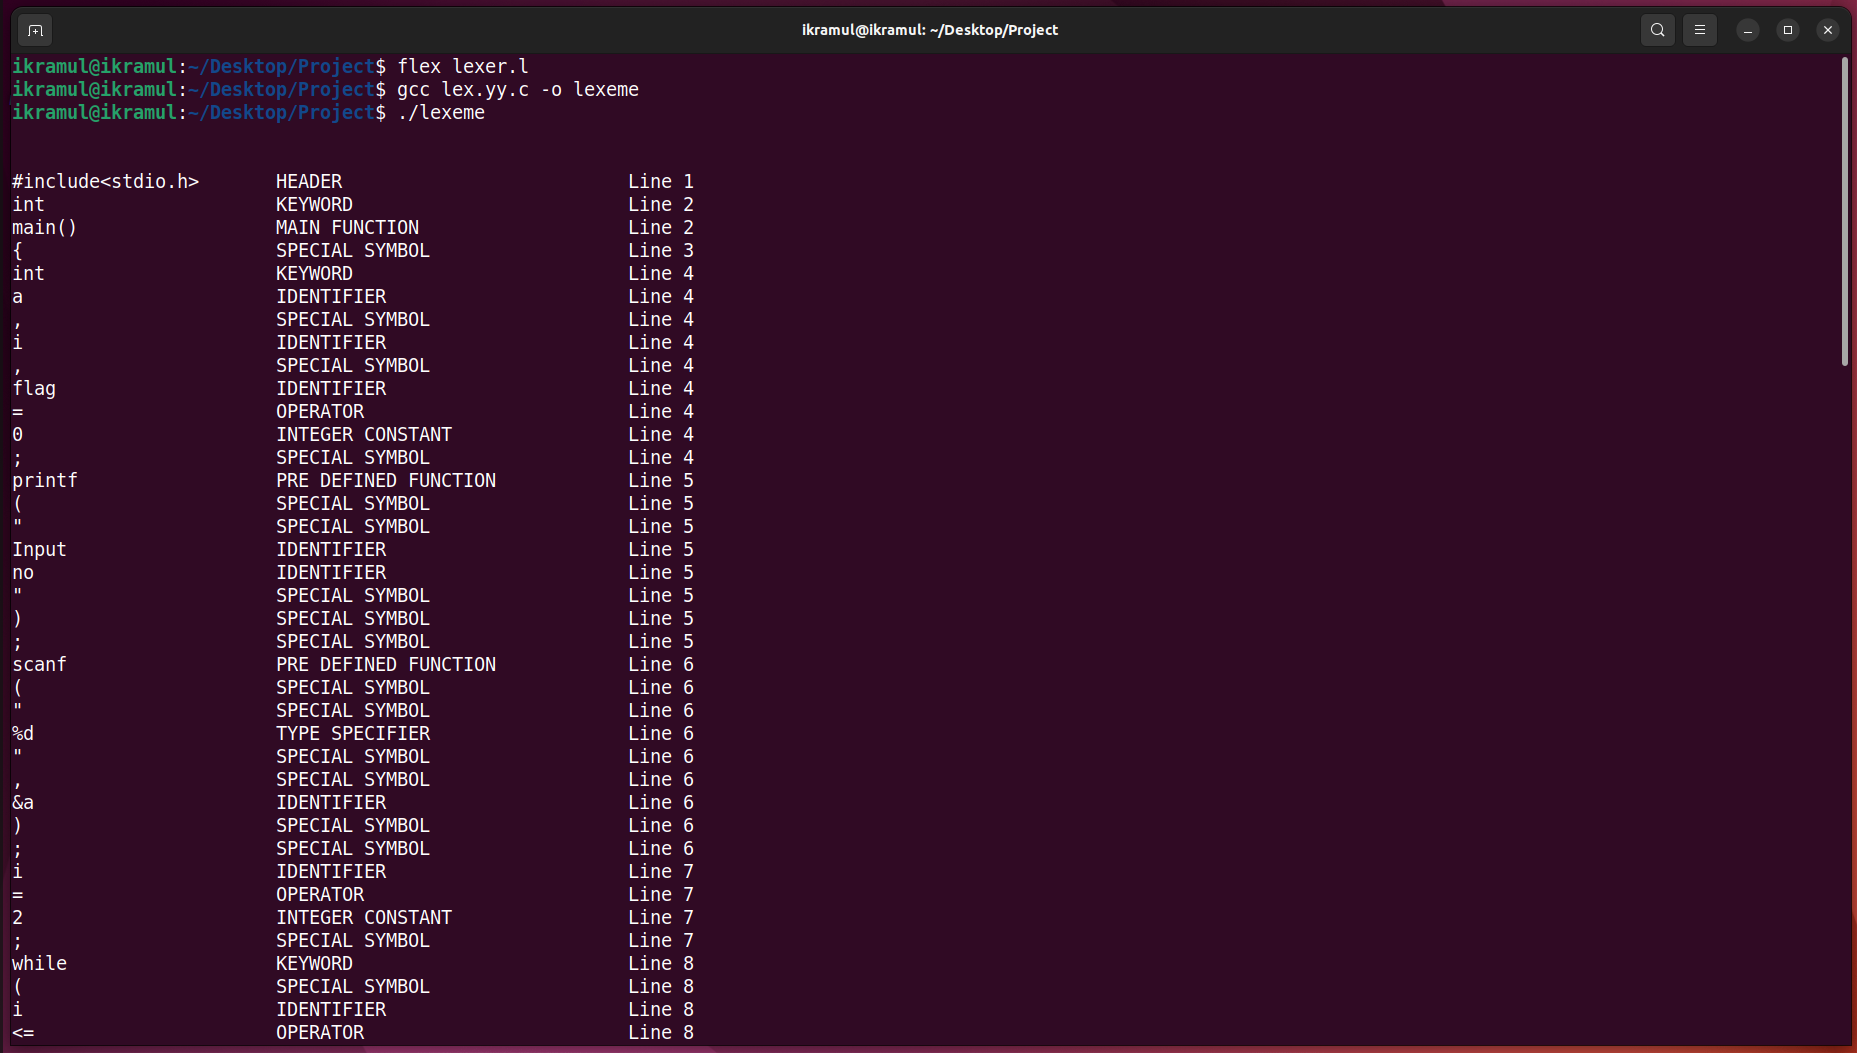 ikramul@ikramul: ~/Desktop/Project
ikramul@ikramul:~/Desktop/Project$ flex lexer.l
ikramul@ikramul:~/Desktop/Project$ gcc lex.yy.c -o lexeme
ikramul@ikramul:~/Desktop/Project$ ./lexeme
#include<stdio.h> HEADER Line 1
int KEYWORD Line 2
main() MAIN FUNCTION Line 2
{ SPECIAL SYMBOL Line 3
int KEYWORD Line 4
a IDENTIFIER Line 4
, SPECIAL SYMBOL Line 4
i IDENTIFIER Line 4
, SPECIAL SYMBOL Line 4
flag IDENTIFIER Line 4
= OPERATOR Line 4
0 INTEGER CONSTANT Line 4
; SPECIAL SYMBOL Line 4
printf PRE DEFINED FUNCTION Line 5
( SPECIAL SYMBOL Line 5
" SPECIAL SYMBOL Line 5
Input IDENTIFIER Line 5
no IDENTIFIER Line 5
" SPECIAL SYMBOL Line 5
) SPECIAL SYMBOL Line 5
; SPECIAL SYMBOL Line 5
scanf PRE DEFINED FUNCTION Line 6
( SPECIAL SYMBOL Line 6
" SPECIAL SYMBOL Line 6
%d TYPE SPECIFIER Line 6
" SPECIAL SYMBOL Line 6
, SPECIAL SYMBOL Line 6
&a IDENTIFIER Line 6
) SPECIAL SYMBOL Line 6
; SPECIAL SYMBOL Line 6
i IDENTIFIER Line 7
= OPERATOR Line 7
2 INTEGER CONSTANT Line 7
; SPECIAL SYMBOL Line 7
while KEYWORD Line 8
( SPECIAL SYMBOL Line 8
i IDENTIFIER Line 8
<= OPERATOR Line 8